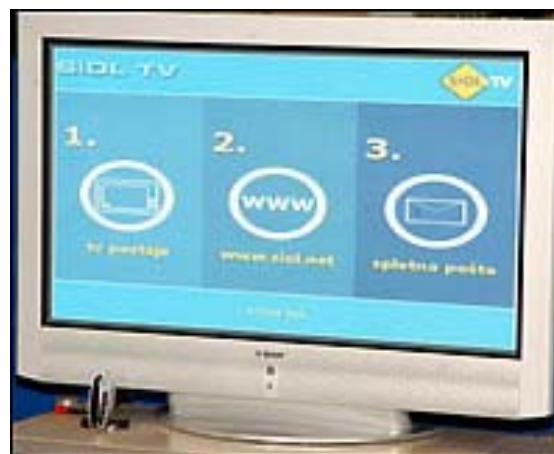 SiOL TV
SiOL TV
1.
2.
3.
www
tv postaje
www.siol.net
spletna pošta